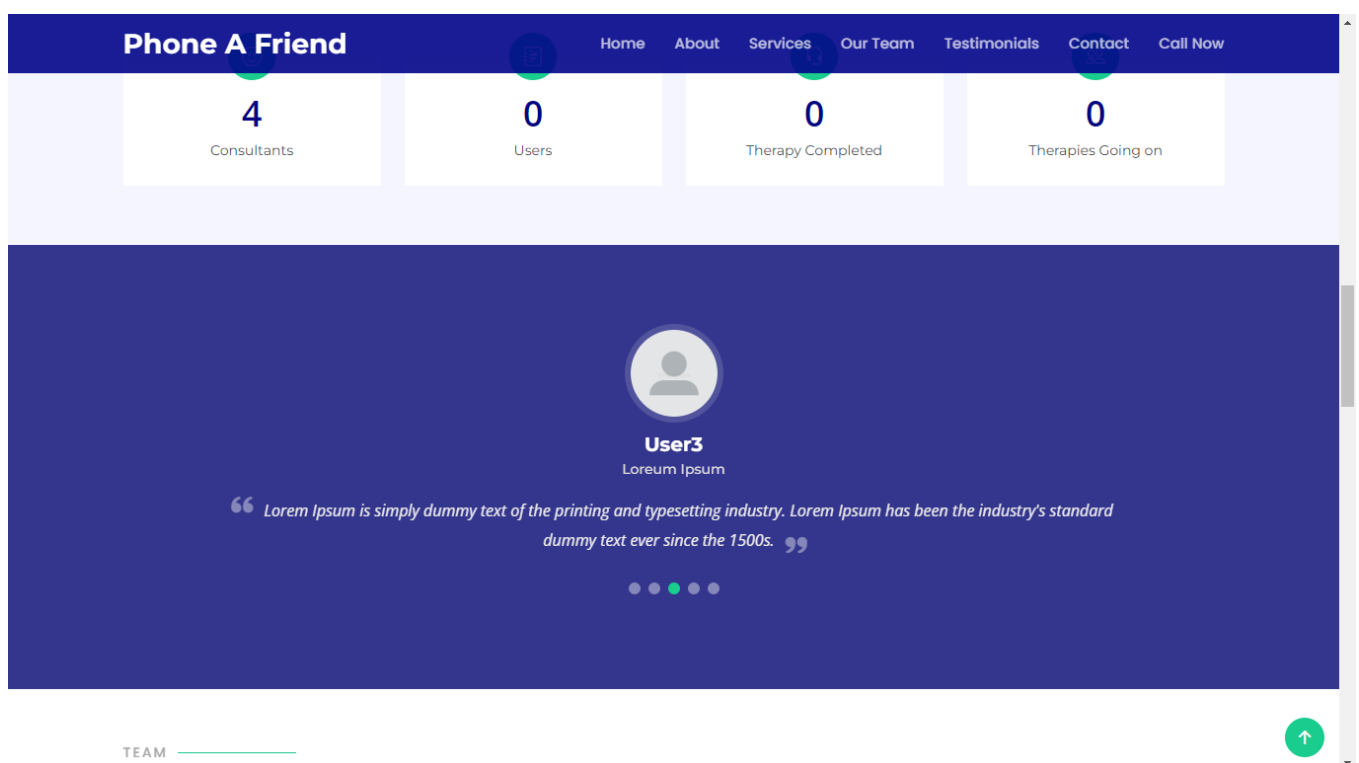 Phone A Friend
Home About Services Our Team Testimonials Contact Call Now
4 0 0 0
Consultants Users Therapy Completed Therapies Going on
User3
Loreum Ipsum
“ Lorem Ipsum is simply dummy text of the printing and typesetting industry. Lorem Ipsum has been the industry's standard
dummy text ever since the 1500s. ”
TEAM